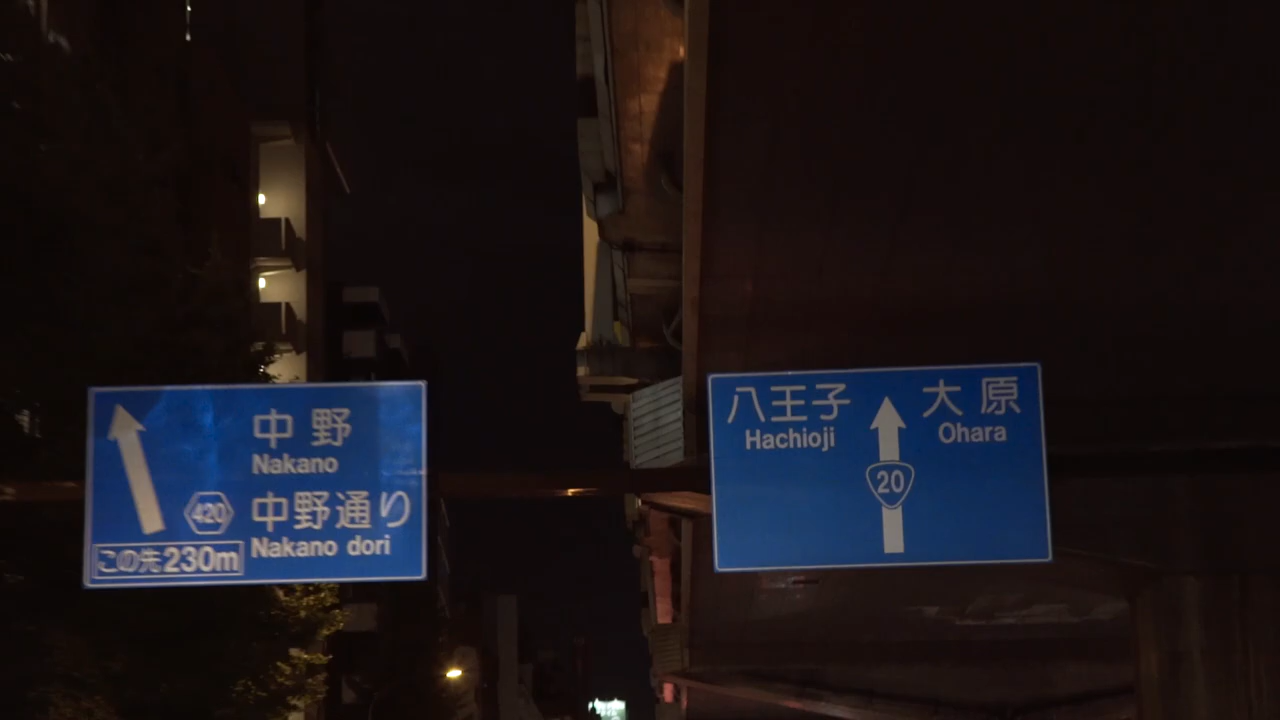 中野
Nakano
420
中野通り
Nakano dori
この先230m
八王子
Hachioji
大原
Ohara
20